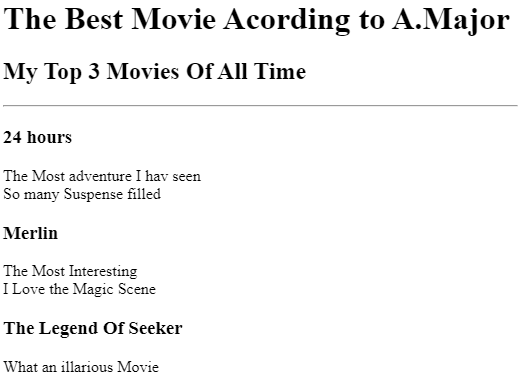 The Best Movie Acording to A.Major
My Top 3 Movies Of All Time
24 hours
The Most adventure I hav seen
So many Suspense filled
Merlin
The Most Interesting
I Love the Magic Scene
The Legend Of Seeker
What an illarious Movie